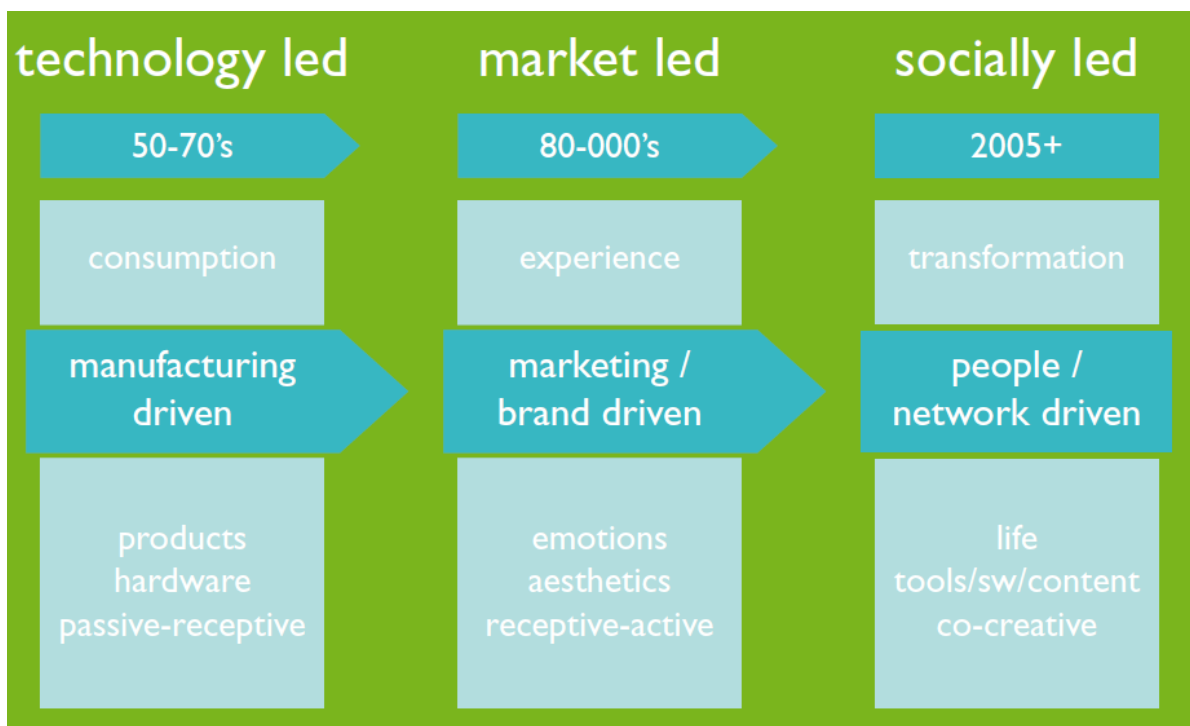 technology led
50-70's
consumption
manufacturing
driven
products
hardware
passive-receptive
market led
80-000's
experience
marketing /
brand driven
emotions
aesthetics
receptive-active
socially led
2005+
transformation
people /
network driven
life
tools/sw/content
co-creative